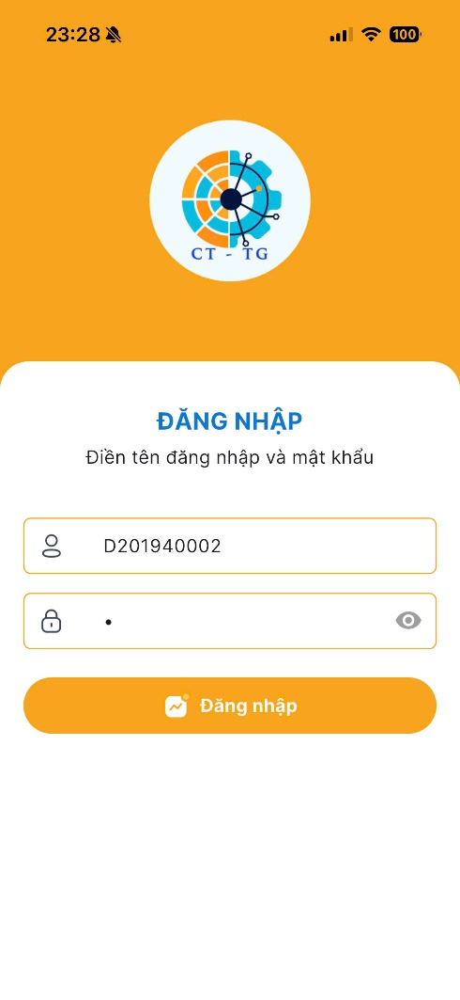 23:28
100
CT - TG
ĐĂNG NHẬP
Điền tên đăng nhập và mật khẩu
D201940002
•
Đăng nhập